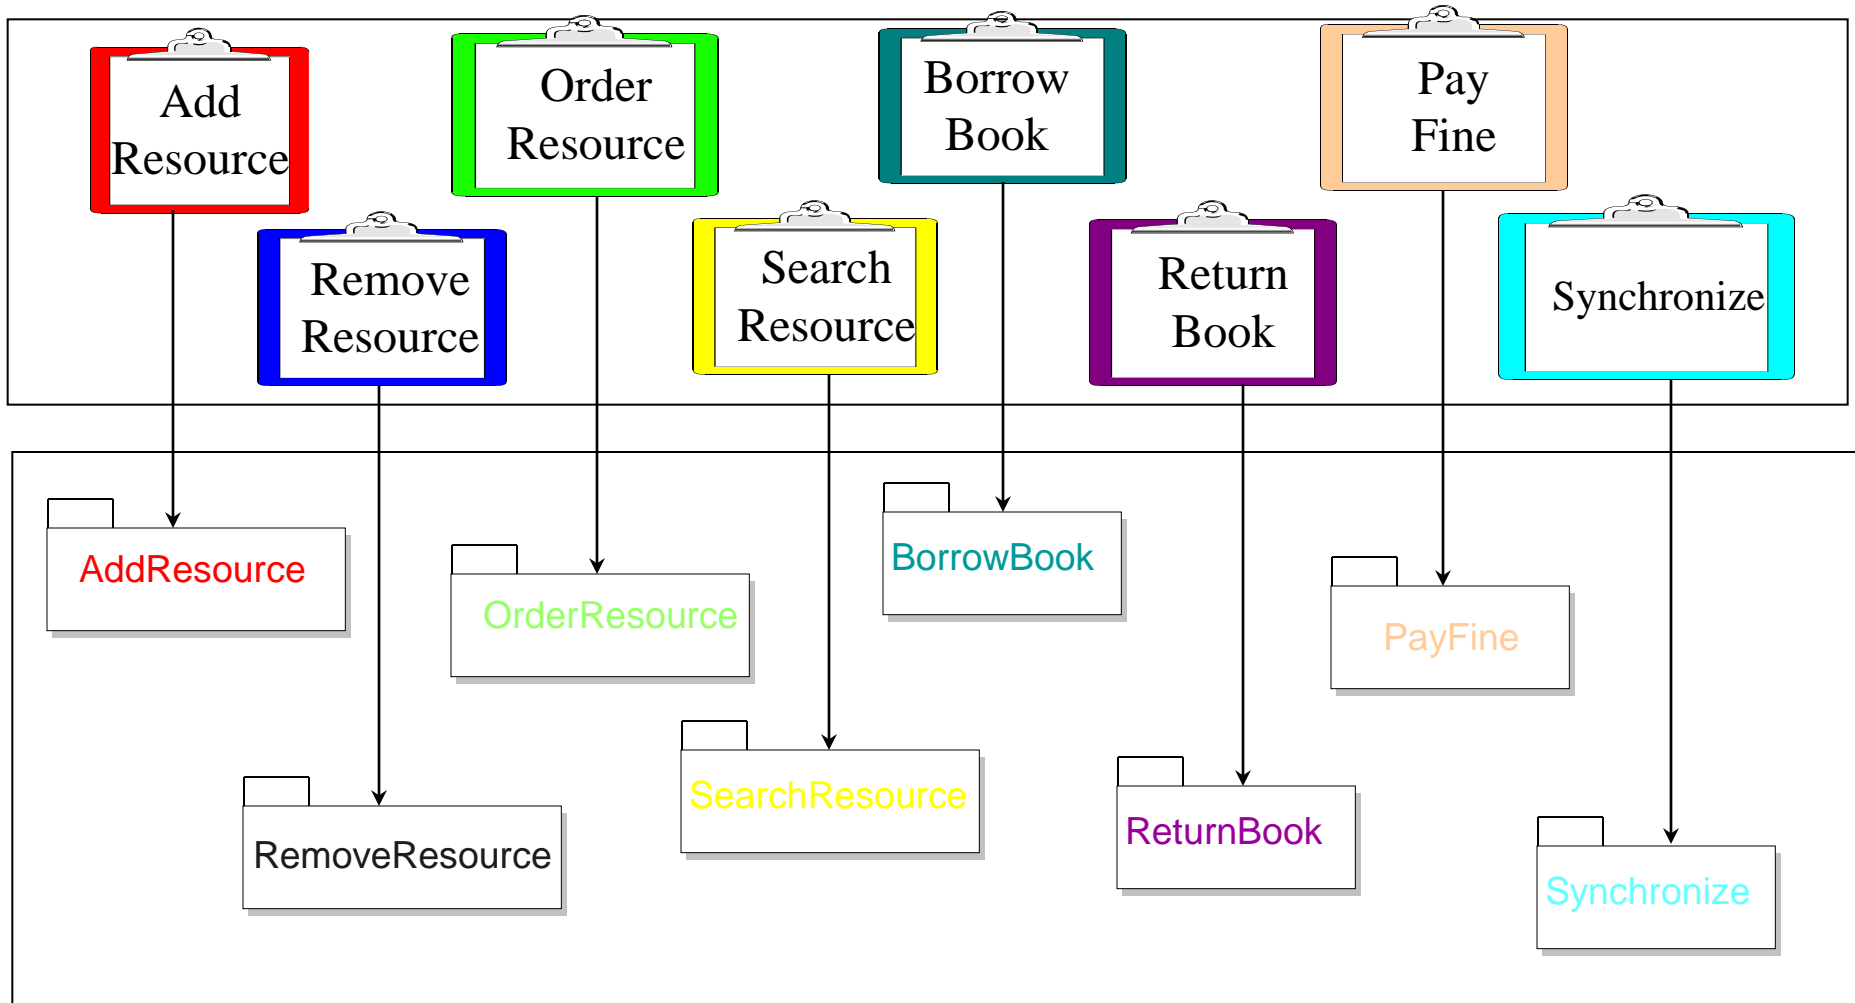 Add
Resource
Order
Resource
Borrow
Book
Pay
Fine
Remove
Resource
Search
Resource
Return
Book
Synchronize
AddResource
OrderResource
BorrowBook
PayFine
RemoveResource
SearchResource
ReturnBook
Synchronize